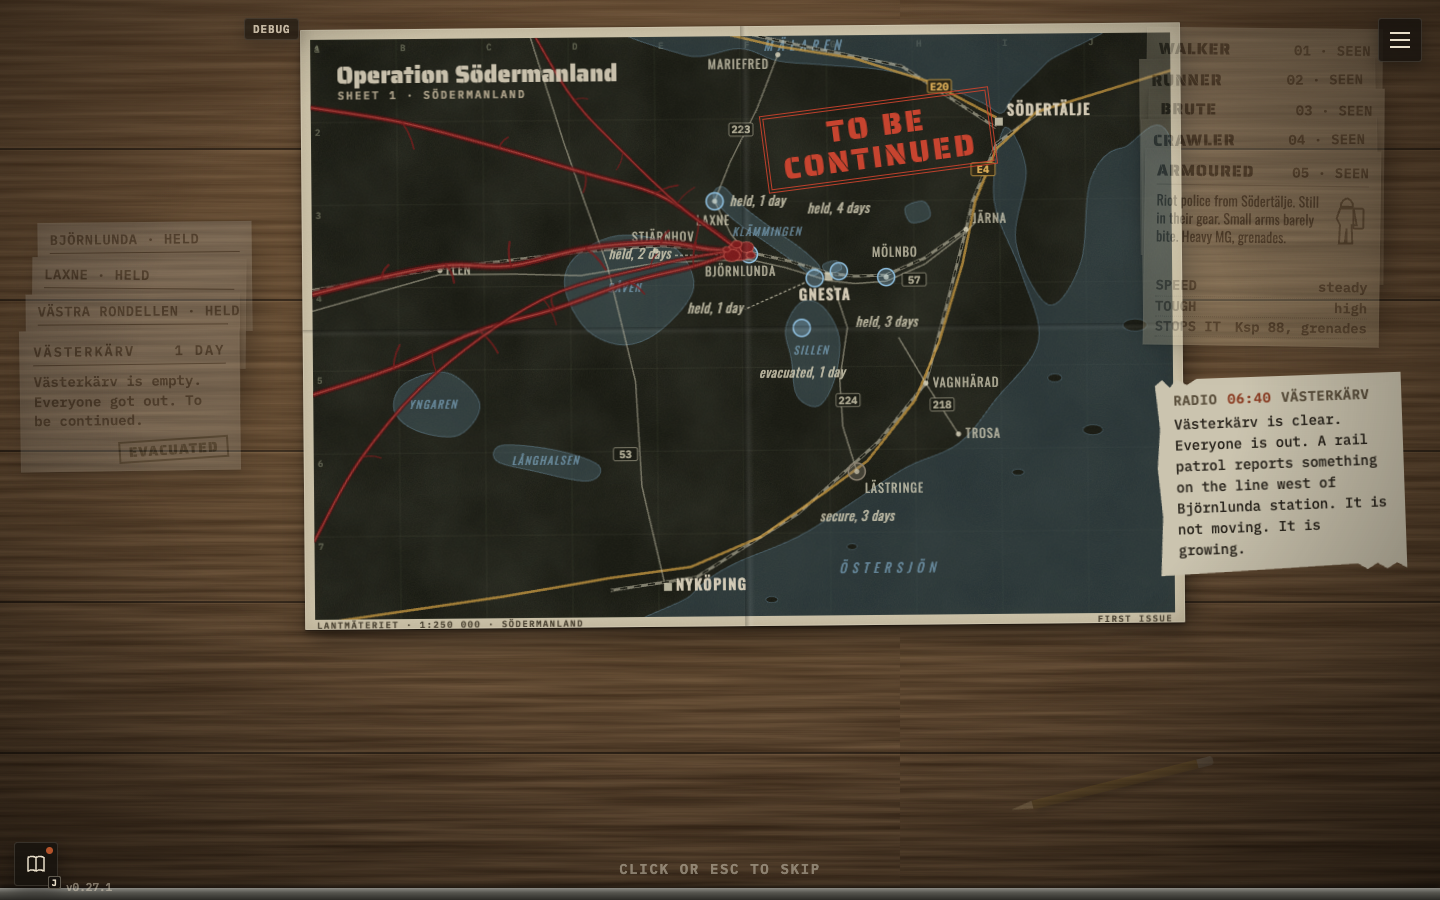 DEBUG
Operation Södermanland
SHEET 1 · SÖDERMANLAND
A
B
C
D
E
F
H
I
J
2
3
4
5
6
7
MÄLAREN
MARIEFRED
E20
SÖDERTÄLJE
223
TO BE
CONTINUED
E4
held, 1 day
held, 4 days
LAXNE
KLÄMMINGEN
JÄRNA
STJÄRNHOV
held, 2 days
MÖLNBO
BJÖRNLUNDA
57
GNESTA
held, 1 day
held, 3 days
SILLEN
evacuated, 1 day
VAGNHÄRAD
224
218
YNGAREN
TROSA
53
LÅNGHALSEN
LÄSTRINGE
secure, 3 days
ÖSTERSJÖN
NYKÖPING
LANTMÄTERIET · 1:250 000 · SÖDERMANLAND
FIRST ISSUE
BJÖRNLUNDA · HELD
LAXNE · HELD
VÄSTRA RONDELLEN · HELD
VÄSTERKÄRV 1 DAY
Västerkärv is empty.
Everyone got out. To
be continued.
EVACUATED
WALKER 01 · SEEN
RUNNER 02 · SEEN
BRUTE 03 · SEEN
CRAWLER 04 · SEEN
ARMOURED 05 · SEEN
Riot police from Södertälje. Still
in their gear. Small arms barely
bite. Heavy MG, grenades.
SPEED steady
TOUGH high
STOPS IT Ksp 88, grenades
RADIO 06:40 VÄSTERKÄRV
Västerkärv is clear.
Everyone is out. A rail
patrol reports something
on the line west of
Björnlunda station. It is
not moving. It is
growing.
CLICK OR ESC TO SKIP
J
v0.27.1